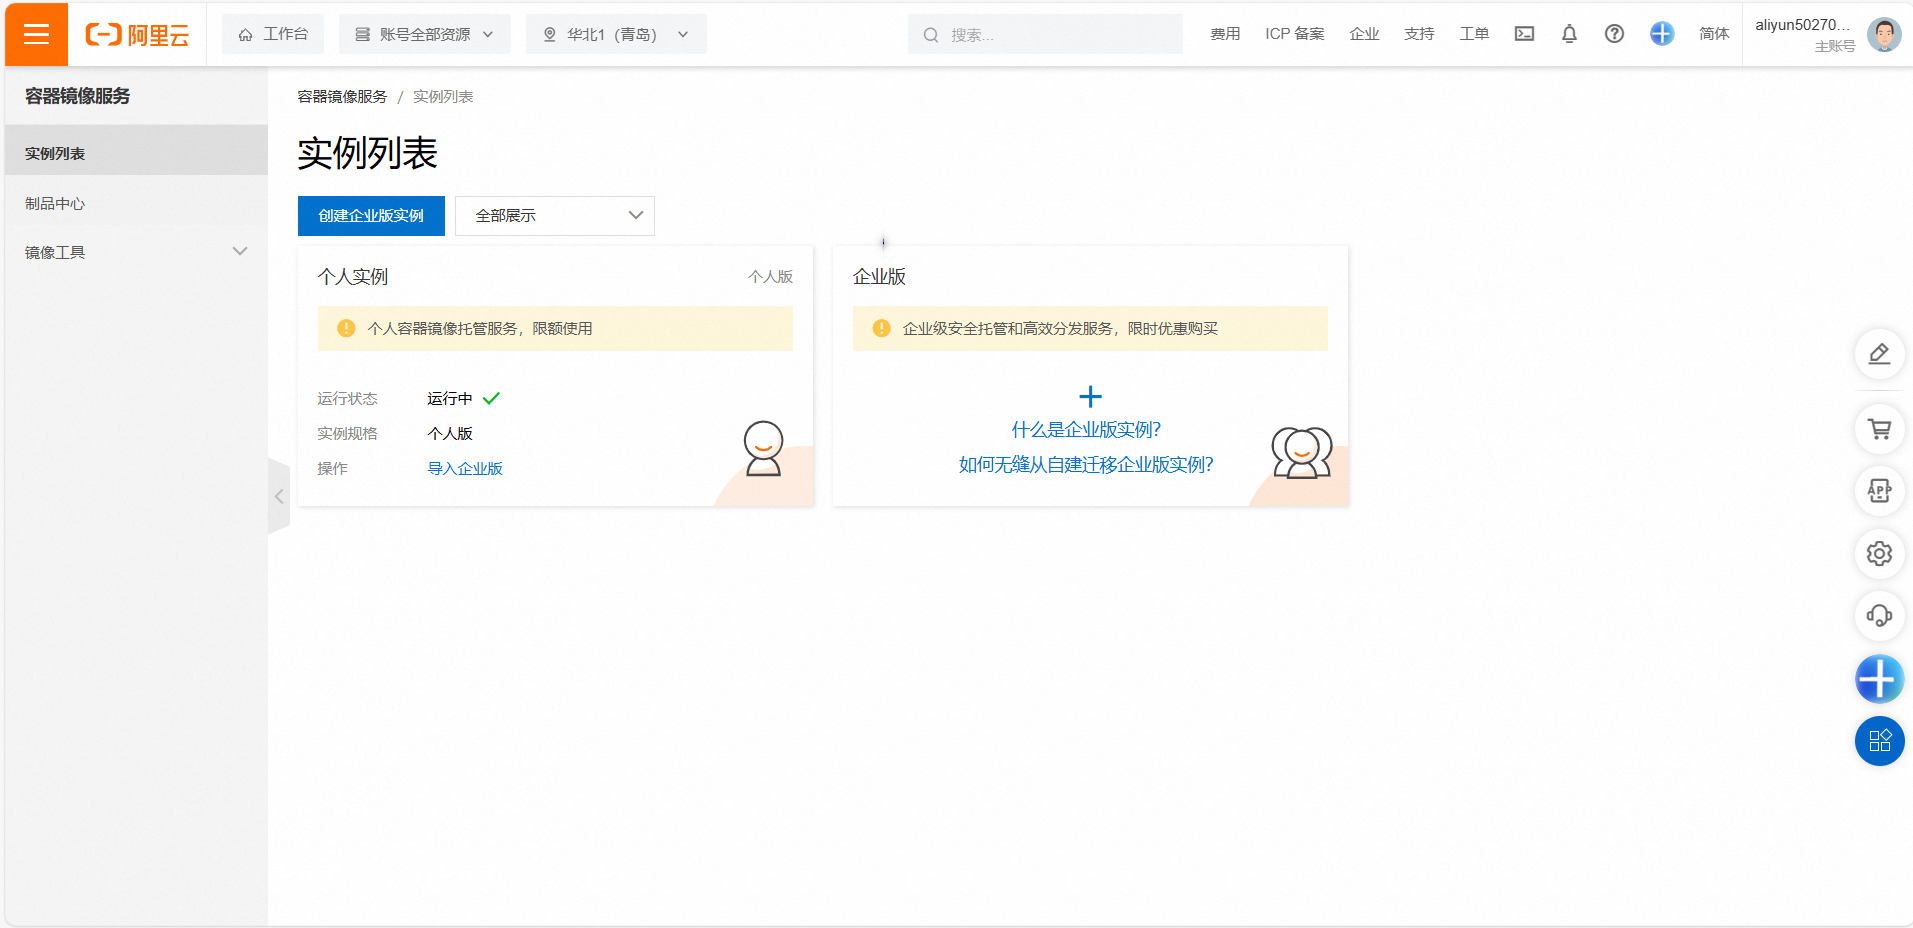 阿里云
工作台
账号全部资源
华北1（青岛）
搜索...
费用
ICP 备案
企业
支持
工单
简体
aliyun50270...
主账号
容器镜像服务
实例列表
制品中心
镜像工具
容器镜像服务 / 实例列表
实例列表
创建企业版实例
全部展示
个人实例
个人版
个人容器镜像托管服务，限额使用
运行状态 运行中
实例规格 个人版
操作 导入企业版
企业版
企业级安全托管和高效分发服务，限时优惠购买
什么是企业版实例?
如何无缝从自建迁移企业版实例?
APP